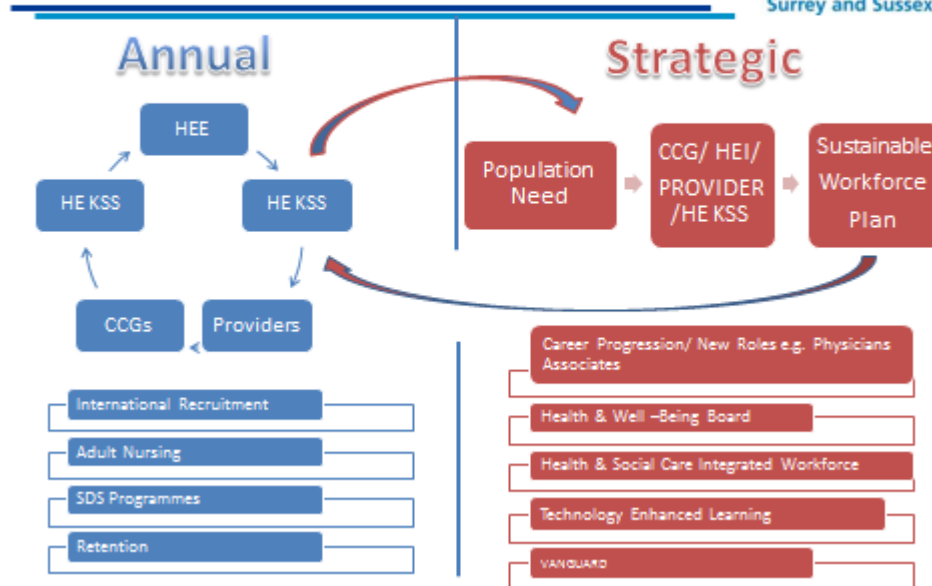 Surrey and Sussex
Annual
Strategic
HEE
HE KSS
HE KSS
CCGs
Providers
Population
Need
CCG/ HEI/
PROVIDER
/HE KSS
Sustainable
Workforce
Plan
International Recruitment
Adult Nursing
SDS Programmes
Retention
Career Progression/ New Roles e.g. Physicians
Associates
Health & Well –Being Board
Health & Social Care Integrated Workforce
Technology Enhanced Learning
VANGUARD